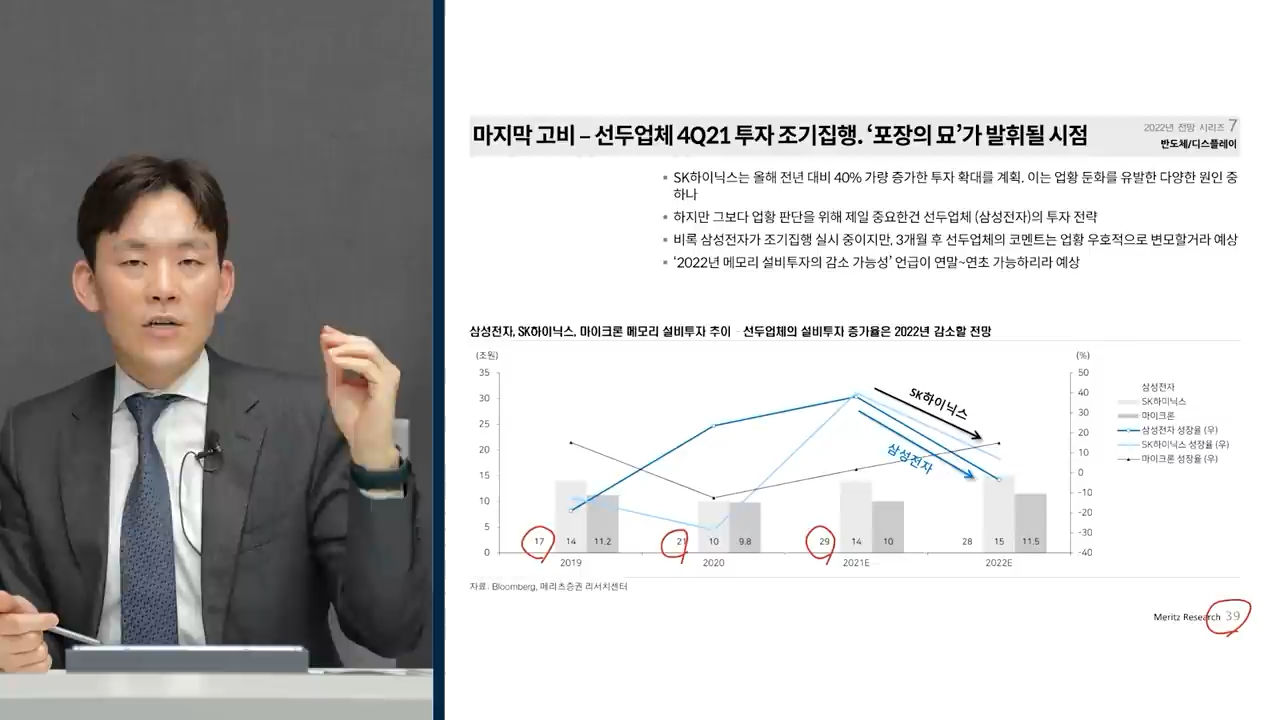 마지막 고비 – 선두업체 4Q21 투자 조기집행. ‘포장의 묘’가 발휘될 시점
2022년 전망 시리즈 7
반도체/디스플레이
▪ SK하이닉스는 올해 전년 대비 40% 가량 증가한 투자 확대를 계획. 이는 업황 둔화를 유발한 다양한 원인 중
하나
▪ 하지만 그보다 업황 판단을 위해 제일 중요한건 선두업체 (삼성전자)의 투자 전략
▪ 비록 삼성전자가 조기집행 실시 중이지만, 3개월 후 선두업체의 코멘트는 업황 우호적으로 변모할거라 예상
▪ ‘2022년 메모리 설비투자의 감소 가능성’ 언급이 연말~연초 가능하리라 예상
삼성전자, SK하이닉스, 마이크론 메모리 설비투자 추이 – 선두업체의 설비투자 증가율은 2022년 감소할 전망
(조원)
(%)
35
30
25
20
15
10
5
0
50
40
30
20
10
0
-10
-20
-30
-40
SK하이닉스
삼성전자
17 14 11.2
21 10 9.8
29 14 10
28 15 11.5
2019 2020 2021E 2022E
삼성전자
SK하이닉스
마이크론
삼성전자 성장율 (우)
SK하이닉스 성장율 (우)
마이크론 성장율 (우)
자료: Bloomberg, 메리츠증권 리서치센터
Meritz Research 39